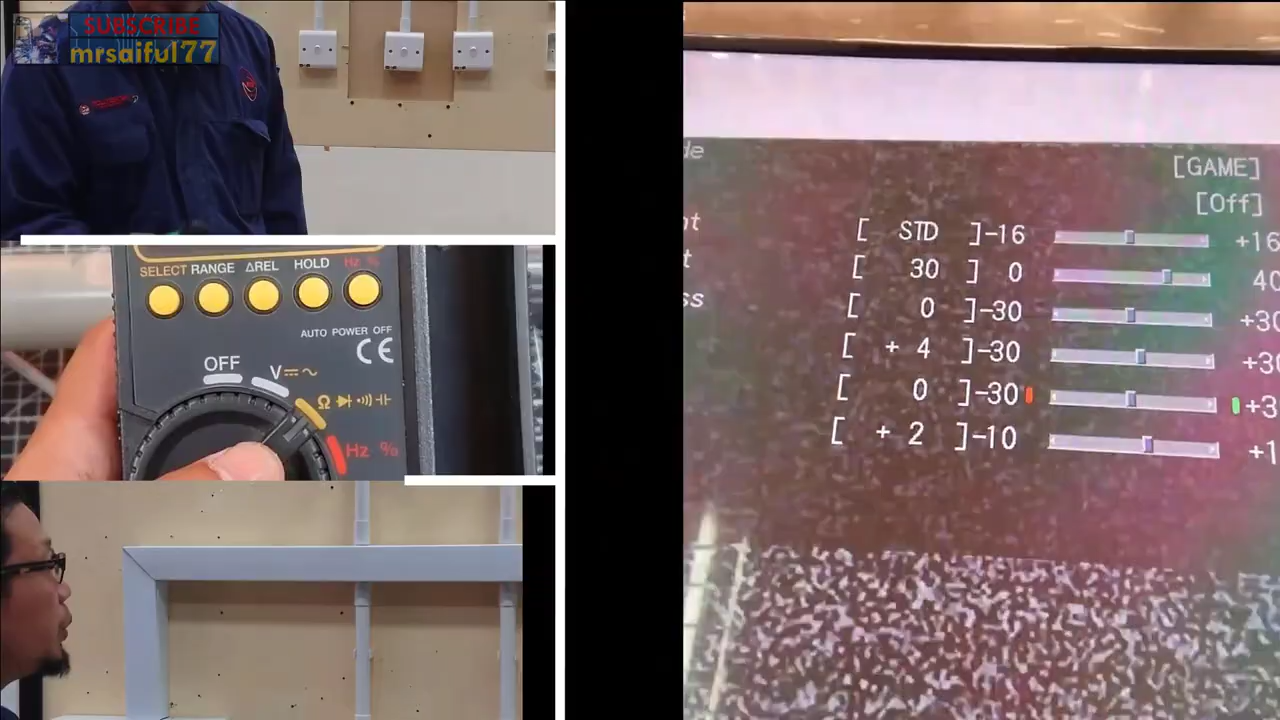 SUBSCRIBE
mrsaiful77
SELECT RANGE ΔREL HOLD Hz %
AUTO POWER OFF
CE
OFF V
Ω
Hz %
[GAME]
[Off]
[ STD ]-16 +16
[ 30 ] 0 40
[ 0 ]-30 +30
[ + 4 ]-30
[ 0 ]-30
[ + 2 ]-10